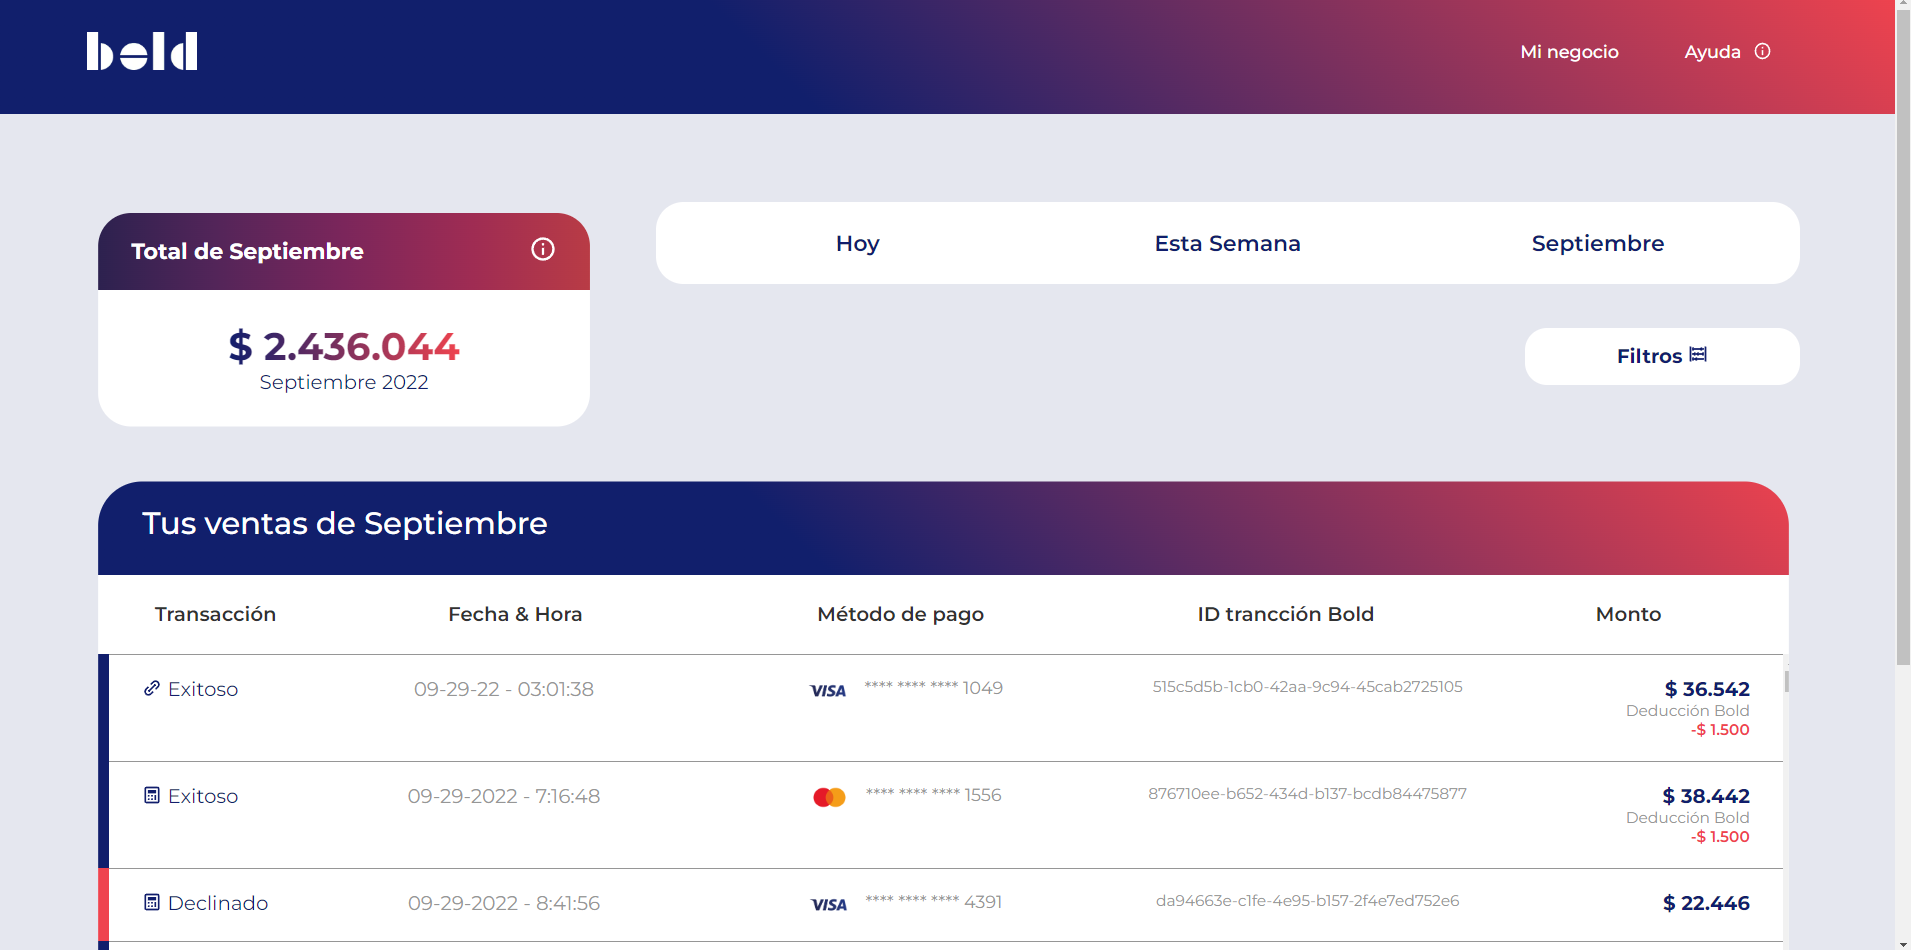 bold
Mi negocio
Ayuda
Total de Septiembre
$ 2.436.044
Septiembre 2022
Hoy
Esta Semana
Septiembre
Filtros
Tus ventas de Septiembre
Transacción Fecha & Hora Método de pago ID trancción Bold Monto
Exitoso 09-29-22 - 03:01:38 VISA **** **** **** 1049 515c5d5b-1cb0-42aa-9c94-45cab2725105 $ 36.542
Deducción Bold
-$ 1.500
Exitoso 09-29-2022 - 7:16:48 **** **** **** 1556 876710ee-b652-434d-b137-bcdb84475877 $ 38.442
Deducción Bold
-$ 1.500
Declinado 09-29-2022 - 8:41:56 VISA **** **** **** 4391 da94663e-c1fe-4e95-b157-2f4e7ed752e6 $ 22.446